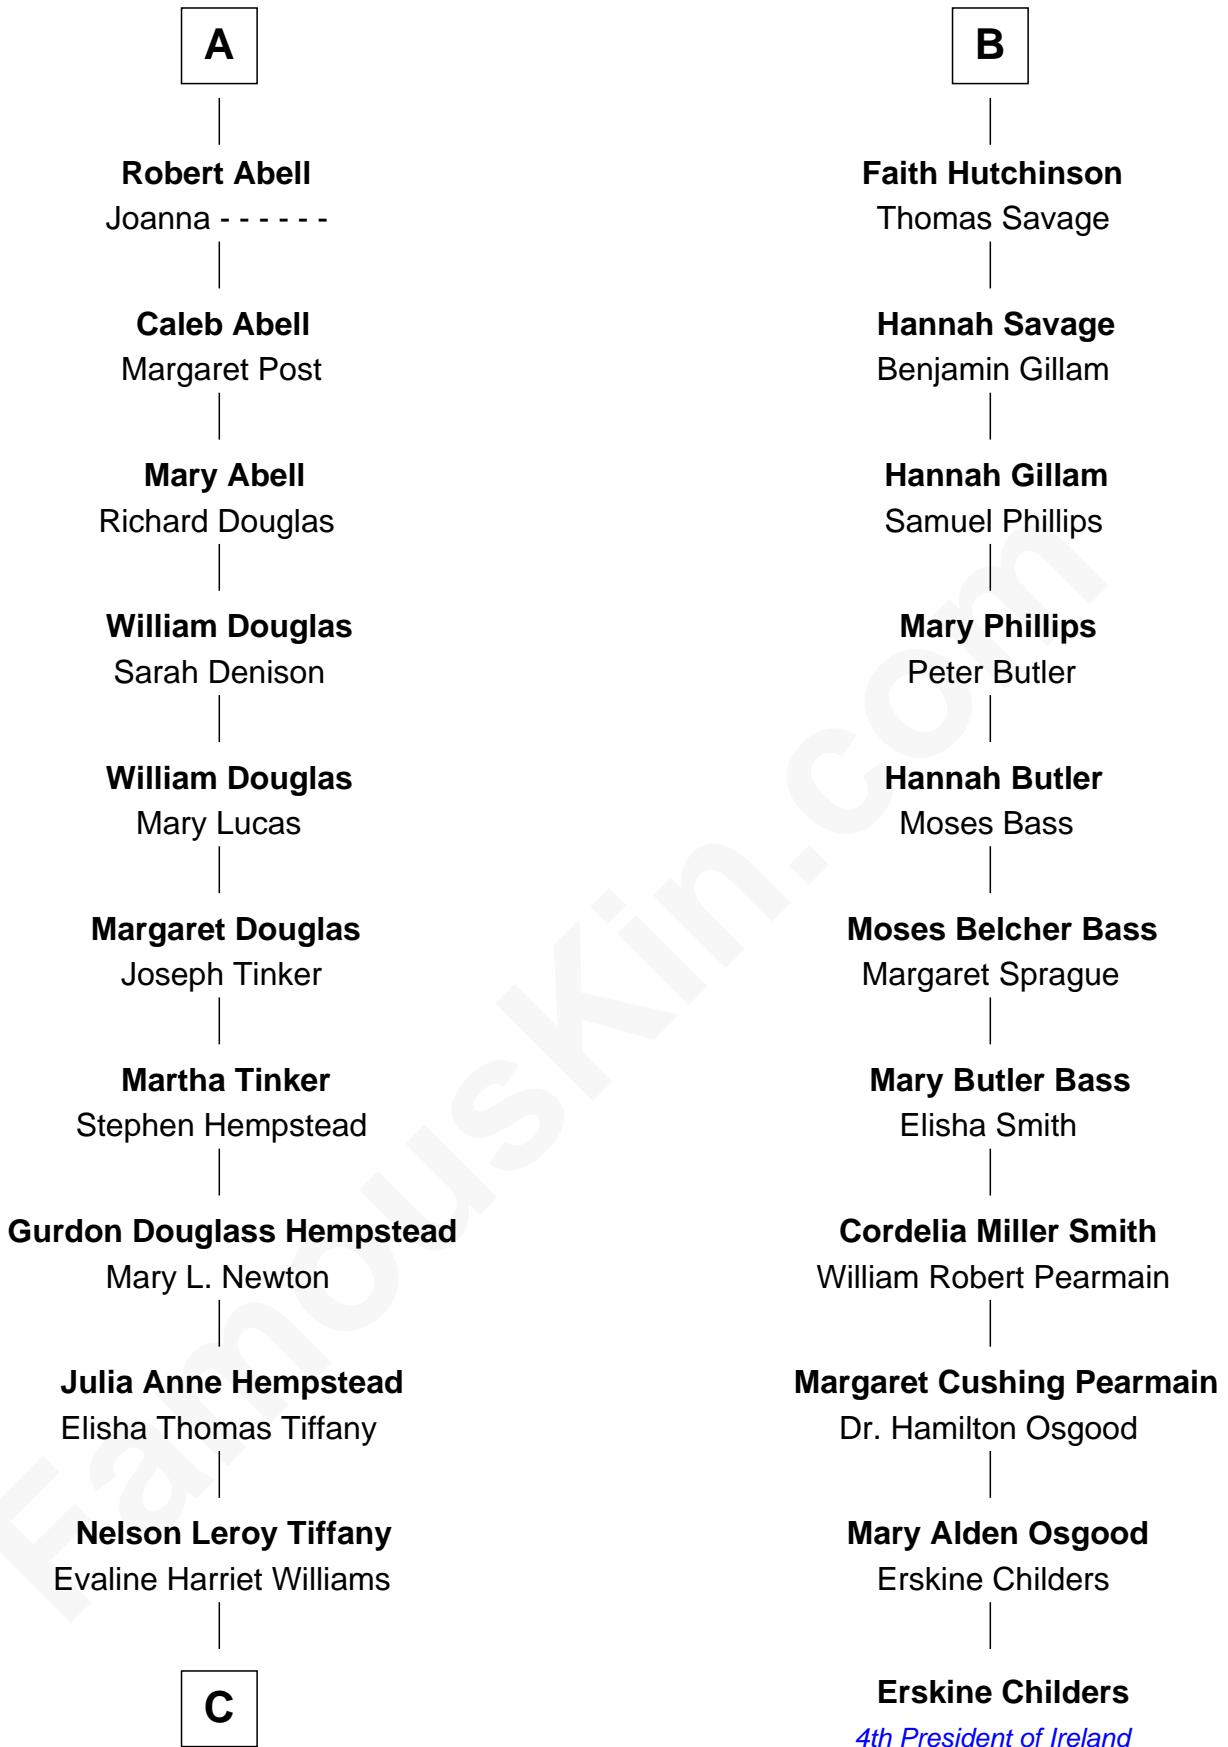 A
Robert Abell
Joanna - - - - - -
Caleb Abell
Margaret Post
Mary Abell
Richard Douglas
William Douglas
Sarah Denison
William Douglas
Mary Lucas
Margaret Douglas
Joseph Tinker
Martha Tinker
Stephen Hempstead
Gurdon Douglass Hempstead
Mary L. Newton
Julia Anne Hempstead
Elisha Thomas Tiffany
Nelson Leroy Tiffany
Evaline Harriet Williams
C
B
Faith Hutchinson
Thomas Savage
Hannah Savage
Benjamin Gillam
Hannah Gillam
Samuel Phillips
Mary Phillips
Peter Butler
Hannah Butler
Moses Bass
Moses Belcher Bass
Margaret Sprague
Mary Butler Bass
Elisha Smith
Cordelia Miller Smith
William Robert Pearmain
Margaret Cushing Pearmain
Dr. Hamilton Osgood
Mary Alden Osgood
Erskine Childers
Erskine Childers
4th President of Ireland
FamousKin.com